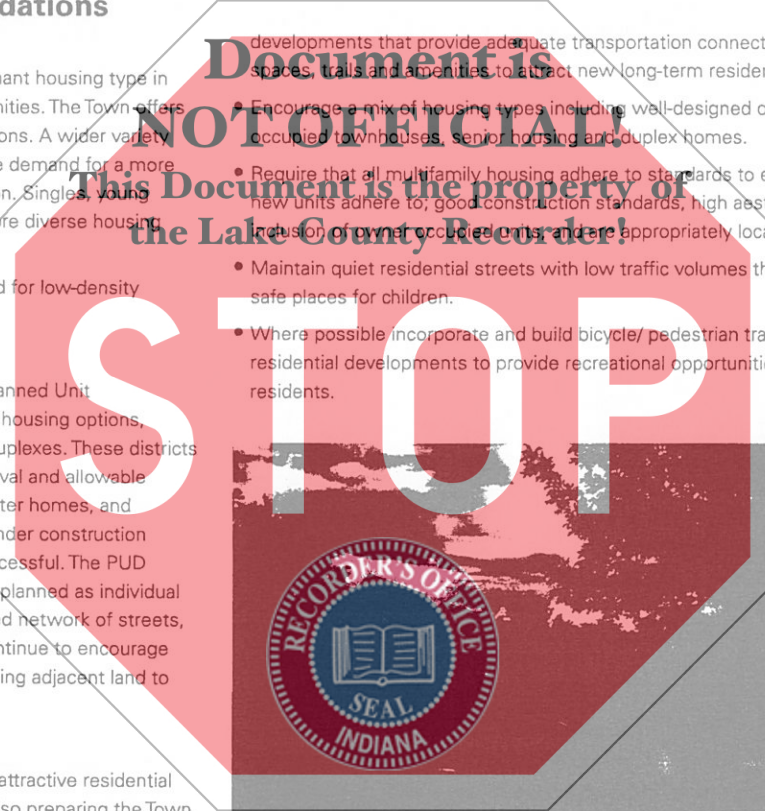 dations
ant housing type in
ities. The Town offers
ons. A wider variety
e demand for a more
n. Singles, young
re diverse housing
d for low-density
anned Unit
housing options,
uplexes. These districts
val and allowable
ter homes, and
nder construction
cessful. The PUD
planned as individual
d network of streets,
ntinue to encourage
ing adjacent land to
attractive residential
so preparing the Town
developments that provide adequate transportation connect
spaces, trails and amenities to attract new long-term reside
• Encourage a mix of housing types including well-designed
occupied townhouses, senior housing and duplex homes.
• Require that all multifamily housing adhere to standards to e
new units adhere to; good construction standards, high aes
inclusion of owner occupied units, and are appropriately loca
• Maintain quiet residential streets with low traffic volumes th
safe places for children.
• Where possible incorporate and build bicycle/ pedestrian tra
residential developments to provide recreational opportuniti
residents.
Document is
NOT OFFICIAL!
This Document is the property of
the Lake County Recorder!
STOP
RECORDER'S OFFICE
SEAL
INDIANA